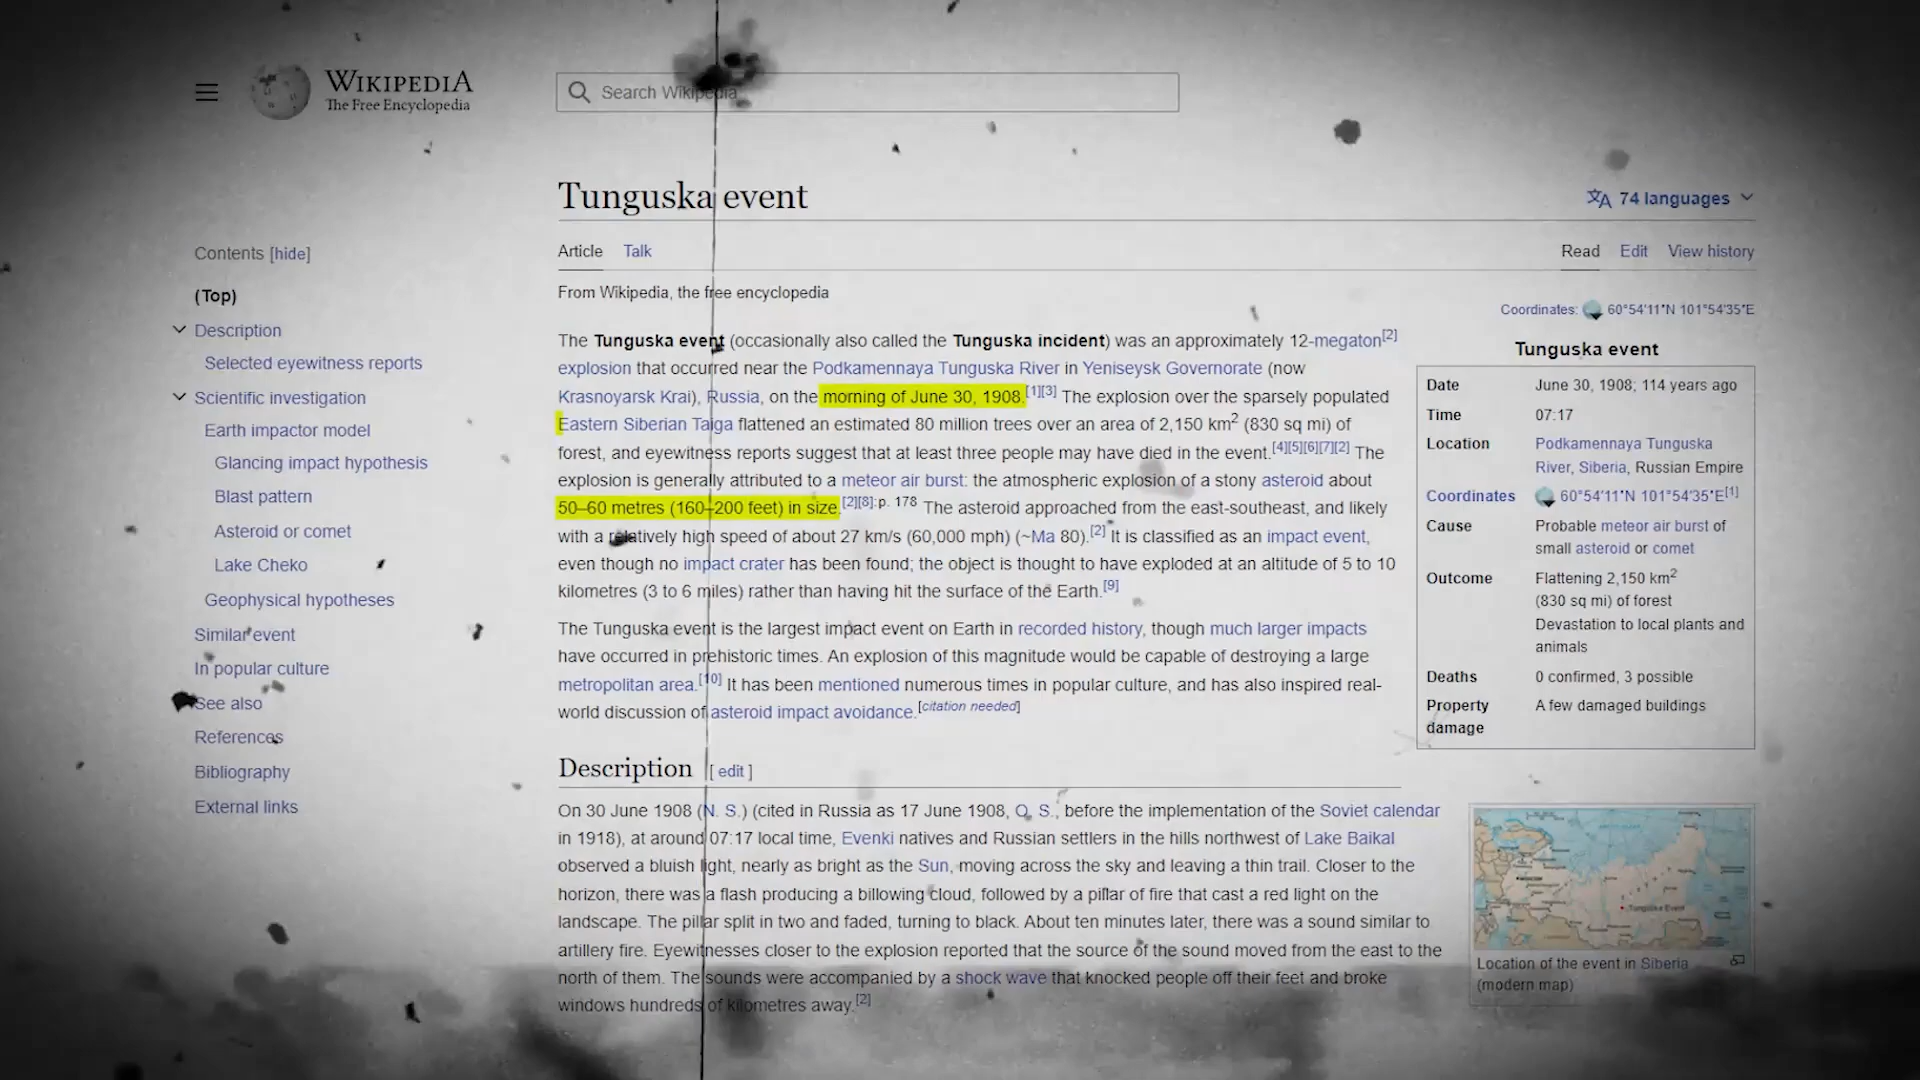 WIKIPEDIA
The Free Encyclopedia
Search Wikipedia
Tunguska event
74 languages
Contents [hide]
(Top)
Description
Selected eyewitness reports
Scientific investigation
Earth impactor model
Glancing impact hypothesis
Blast pattern
Asteroid or comet
Lake Cheko
Geophysical hypotheses
Similar event
In popular culture
See also
References
Bibliography
External links
Article Talk
Read Edit View history
From Wikipedia, the free encyclopedia
Coordinates: 60°54′11″N 101°54′35″E
The Tunguska event (occasionally also called the Tunguska incident) was an approximately 12-megaton[2]
explosion that occurred near the Podkamennaya Tunguska River in Yeniseysk Governorate (now
Krasnoyarsk Krai), Russia, on the morning of June 30, 1908.[1][3] The explosion over the sparsely populated
Eastern Siberian Taiga flattened an estimated 80 million trees over an area of 2,150 km2 (830 sq mi) of
forest, and eyewitness reports suggest that at least three people may have died in the event.[4][5][6][7][2] The
explosion is generally attributed to a meteor air burst: the atmospheric explosion of a stony asteroid about
50–60 metres (160–200 feet) in size.[2][8]:p. 178 The asteroid approached from the east-southeast, and likely
with a relatively high speed of about 27 km/s (60,000 mph) (~Ma 80).[2] It is classified as an impact event,
even though no impact crater has been found; the object is thought to have exploded at an altitude of 5 to 10
kilometres (3 to 6 miles) rather than having hit the surface of the Earth.[9]
The Tunguska event is the largest impact event on Earth in recorded history, though much larger impacts
have occurred in prehistoric times. An explosion of this magnitude would be capable of destroying a large
metropolitan area.[10] It has been mentioned numerous times in popular culture, and has also inspired real-
world discussion of asteroid impact avoidance.[citation needed]
Tunguska event
Date June 30, 1908; 114 years ago
Time 07:17
Location Podkamennaya Tunguska
River, Siberia, Russian Empire
Coordinates 60°54′11″N 101°54′35″E[1]
Cause Probable meteor air burst of
small asteroid or comet
Outcome Flattening 2,150 km2
(830 sq mi) of forest
Devastation to local plants and
animals
Deaths 0 confirmed, 3 possible
Property A few damaged buildings
damage
Description [ edit ]
On 30 June 1908 (N. S.) (cited in Russia as 17 June 1908, O. S., before the implementation of the Soviet calendar
in 1918), at around 07:17 local time, Evenki natives and Russian settlers in the hills northwest of Lake Baikal
observed a bluish light, nearly as bright as the Sun, moving across the sky and leaving a thin trail. Closer to the
horizon, there was a flash producing a billowing cloud, followed by a pillar of fire that cast a red light on the
landscape. The pillar split in two and faded, turning to black. About ten minutes later, there was a sound similar to
artillery fire. Eyewitnesses closer to the explosion reported that the source of the sound moved from the east to the
north of them. The sounds were accompanied by a shock wave that knocked people off their feet and broke
windows hundreds of kilometres away.[2]
Tunguska Event
Location of the event in Siberia
(modern map)